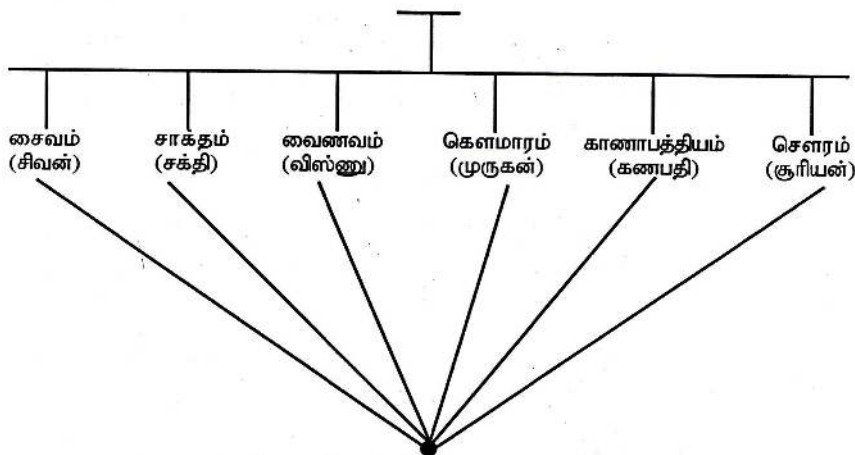 சைவம் சாக்தம் வைணவம் கௌமாரம் காணாபத்தியம் சௌரம்
(சிவன்) (சக்தி) (விஸ்ணு) (முருகன்) (கணபதி) (சூரியன்)